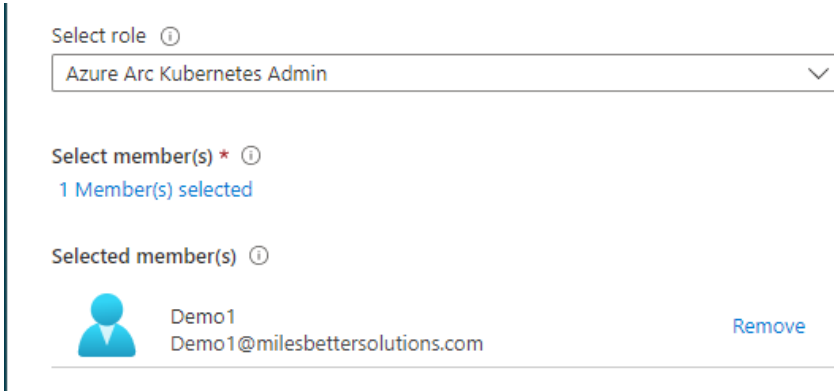 Select role
Azure Arc Kubernetes Admin
Select member(s) *
1 Member(s) selected
Selected member(s)
Demo1
Demo1@milesbettersolutions.com
Remove